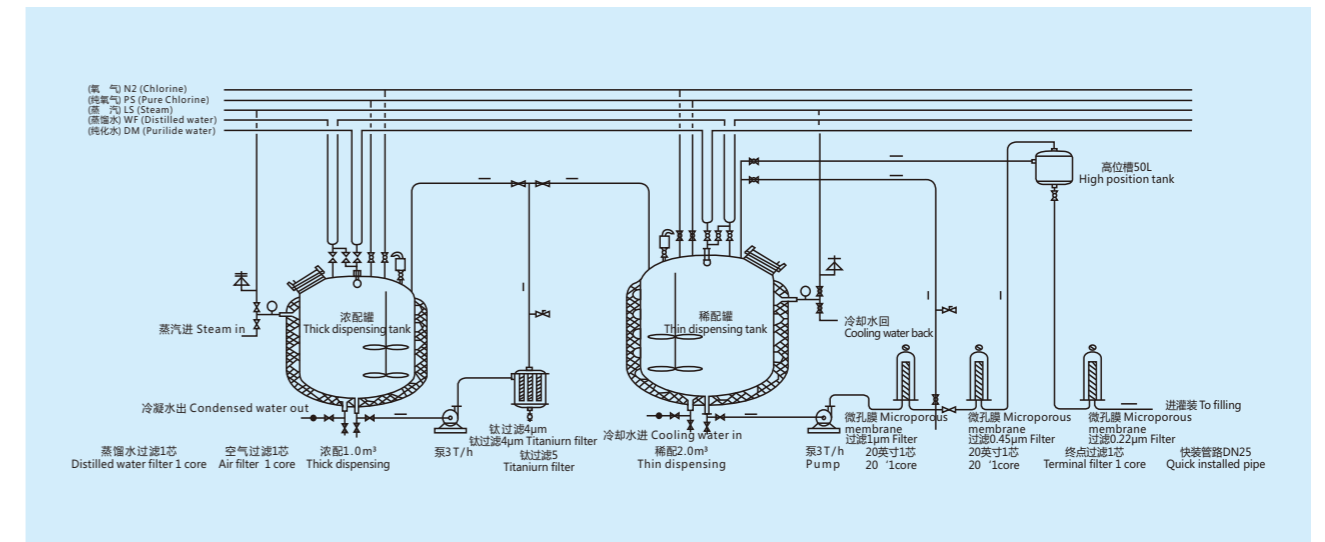 (氧 气) N2 (Chlorine)
(纯氧气) PS (Pure Chlorine)
(蒸 汽) LS (Steam)
(蒸馏水) WF (Distilled water)
(纯化水) DM (Purilide water)
高位槽50L
High position tank
浓配罐
Thick dispensing tank
稀配罐
Thin dispensing tank
蒸汽进 Steam in
冷却水回
Cooling water back
冷凝水出 Condensed water out
冷却水进 Cooling water in
进灌装 To filling
钛过滤4μm
钛过滤4μm Titaniurn filter
钛过滤5
Titaniurn filter
微孔膜 Microporous
membrane
过滤1μm Filter
20英寸1芯
20‘1core
微孔膜 Microporous
membrane
过滤0.45μm Filter
20英寸1芯
20‘1core
微孔膜 Microporous
membrane
过滤0.22μm Filter
终点过滤1芯
Terminal filter 1 core
蒸馏水过滤1芯
Distilled water filter 1 core
空气过滤1芯
Air filter 1 core
浓配1.0m³
Thick dispensing
泵3T/h
稀配2.0m³
Thin dispensing
泵3T/h
Pump
快装管路DN25
Quick installed pipe